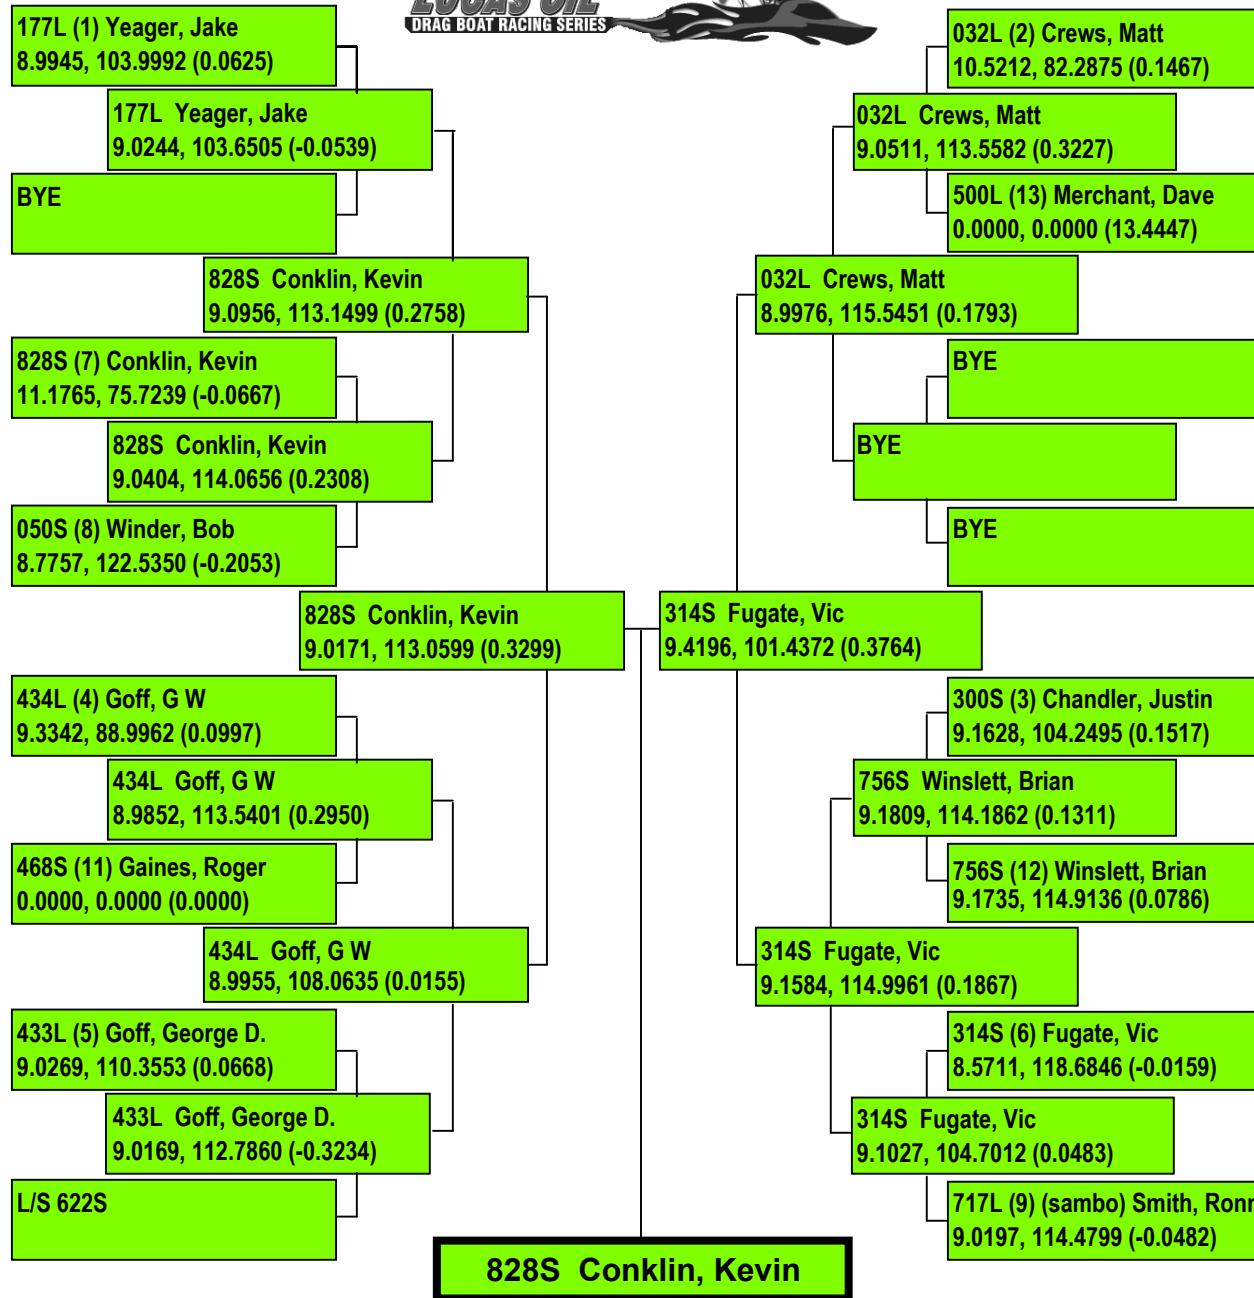 LUCAS OIL
DRAG BOAT RACING SERIES
177L (1) Yeager, Jake
8.9945, 103.9992 (0.0625)
177L  Yeager, Jake
9.0244, 103.6505 (-0.0539)
BYE
828S  Conklin, Kevin
9.0956, 113.1499 (0.2758)
828S (7) Conklin, Kevin
11.1765, 75.7239 (-0.0667)
828S  Conklin, Kevin
9.0404, 114.0656 (0.2308)
050S (8) Winder, Bob
8.7757, 122.5350 (-0.2053)
828S  Conklin, Kevin
9.0171, 113.0599 (0.3299)
434L (4) Goff, G W
9.3342, 88.9962 (0.0997)
434L  Goff, G W
8.9852, 113.5401 (0.2950)
468S (11) Gaines, Roger
0.0000, 0.0000 (0.0000)
434L  Goff, G W
8.9955, 108.0635 (0.0155)
433L (5) Goff, George D.
9.0269, 110.3553 (0.0668)
433L  Goff, George D.
9.0169, 112.7860 (-0.3234)
L/S 622S
032L (2) Crews, Matt
10.5212, 82.2875 (0.1467)
032L  Crews, Matt
9.0511, 113.5582 (0.3227)
500L (13) Merchant, Dave
0.0000, 0.0000 (13.4447)
032L  Crews, Matt
8.9976, 115.5451 (0.1793)
BYE
BYE
BYE
314S  Fugate, Vic
9.4196, 101.4372 (0.3764)
300S (3) Chandler, Justin
9.1628, 104.2495 (0.1517)
756S  Winslett, Brian
9.1809, 114.1862 (0.1311)
756S (12) Winslett, Brian
9.1735, 114.9136 (0.0786)
314S  Fugate, Vic
9.1584, 114.9961 (0.1867)
314S (6) Fugate, Vic
8.5711, 118.6846 (-0.0159)
314S  Fugate, Vic
9.1027, 104.7012 (0.0483)
717L (9) (sambo) Smith,
9.0197, 114.4799 (-0.0482)
828S  Conklin, Kevin